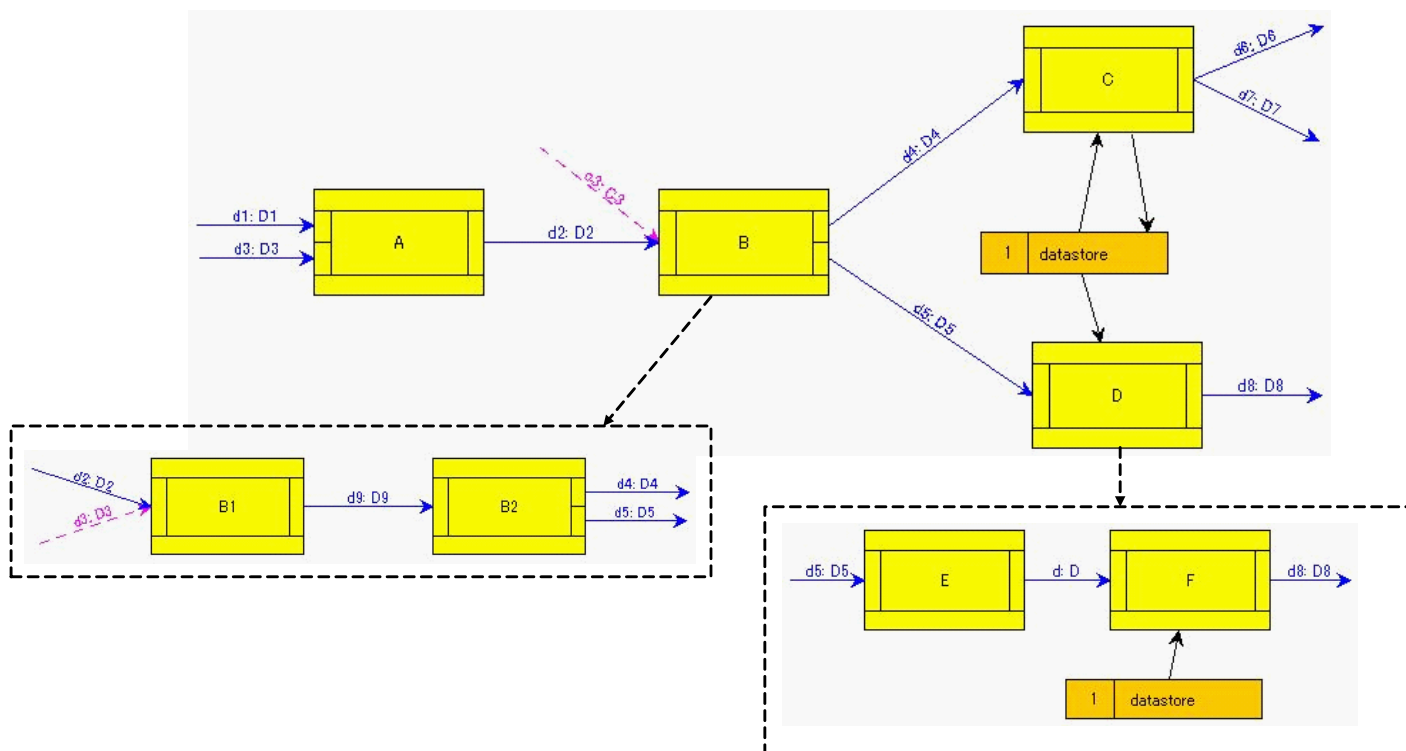 d6: D6
C
d7: D7
d4: D4
c3: C3
d1: D1
A
d2: D2
B
d3: D3
1 datastore
d5: D5
D
d8: D8
d2: D2
B1
d9: D9
B2
d4: D4
d3: D3
d5: D5
d5: D5
E
d: D
F
d8: D8
1 datastore